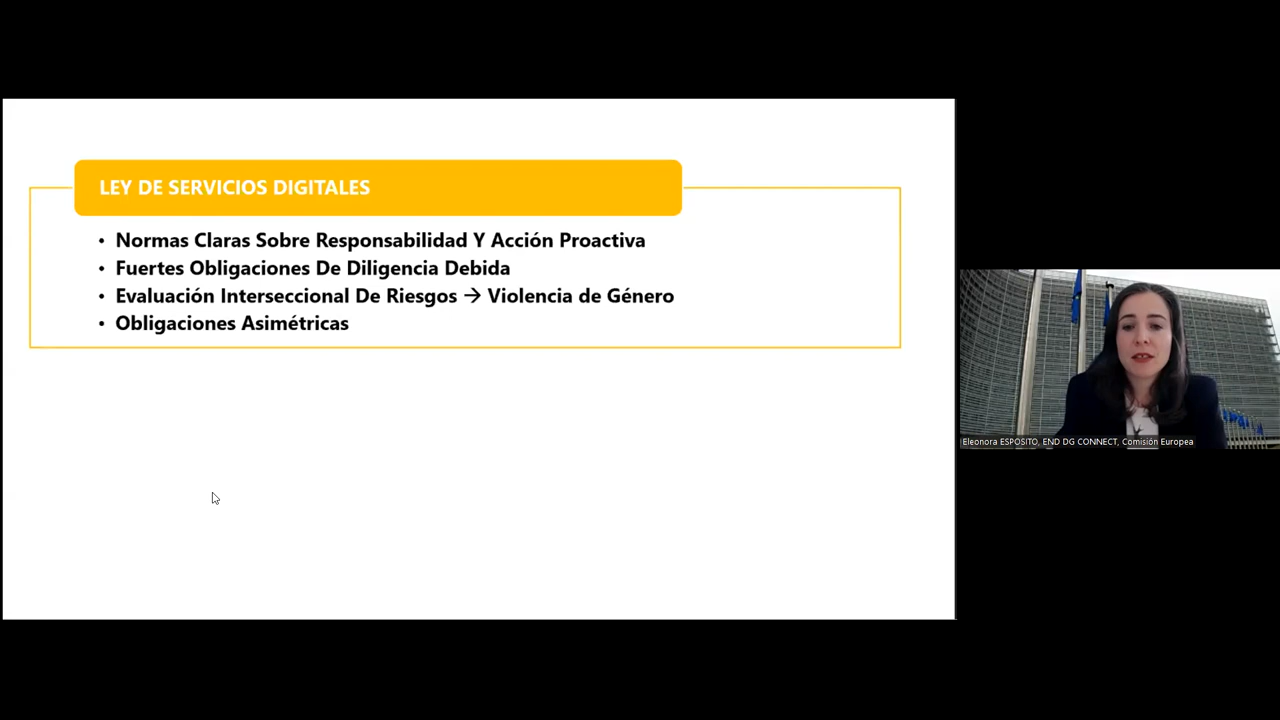 LEY DE SERVICIOS DIGITALES
• Normas Claras Sobre Responsabilidad Y Acción Proactiva
• Fuertes Obligaciones De Diligencia Debida
• Evaluación Interseccional De Riesgos → Violencia de Género
• Obligaciones Asimétricas
Eleonora ESPOSITO, END DG CONNECT, Comisión Europea